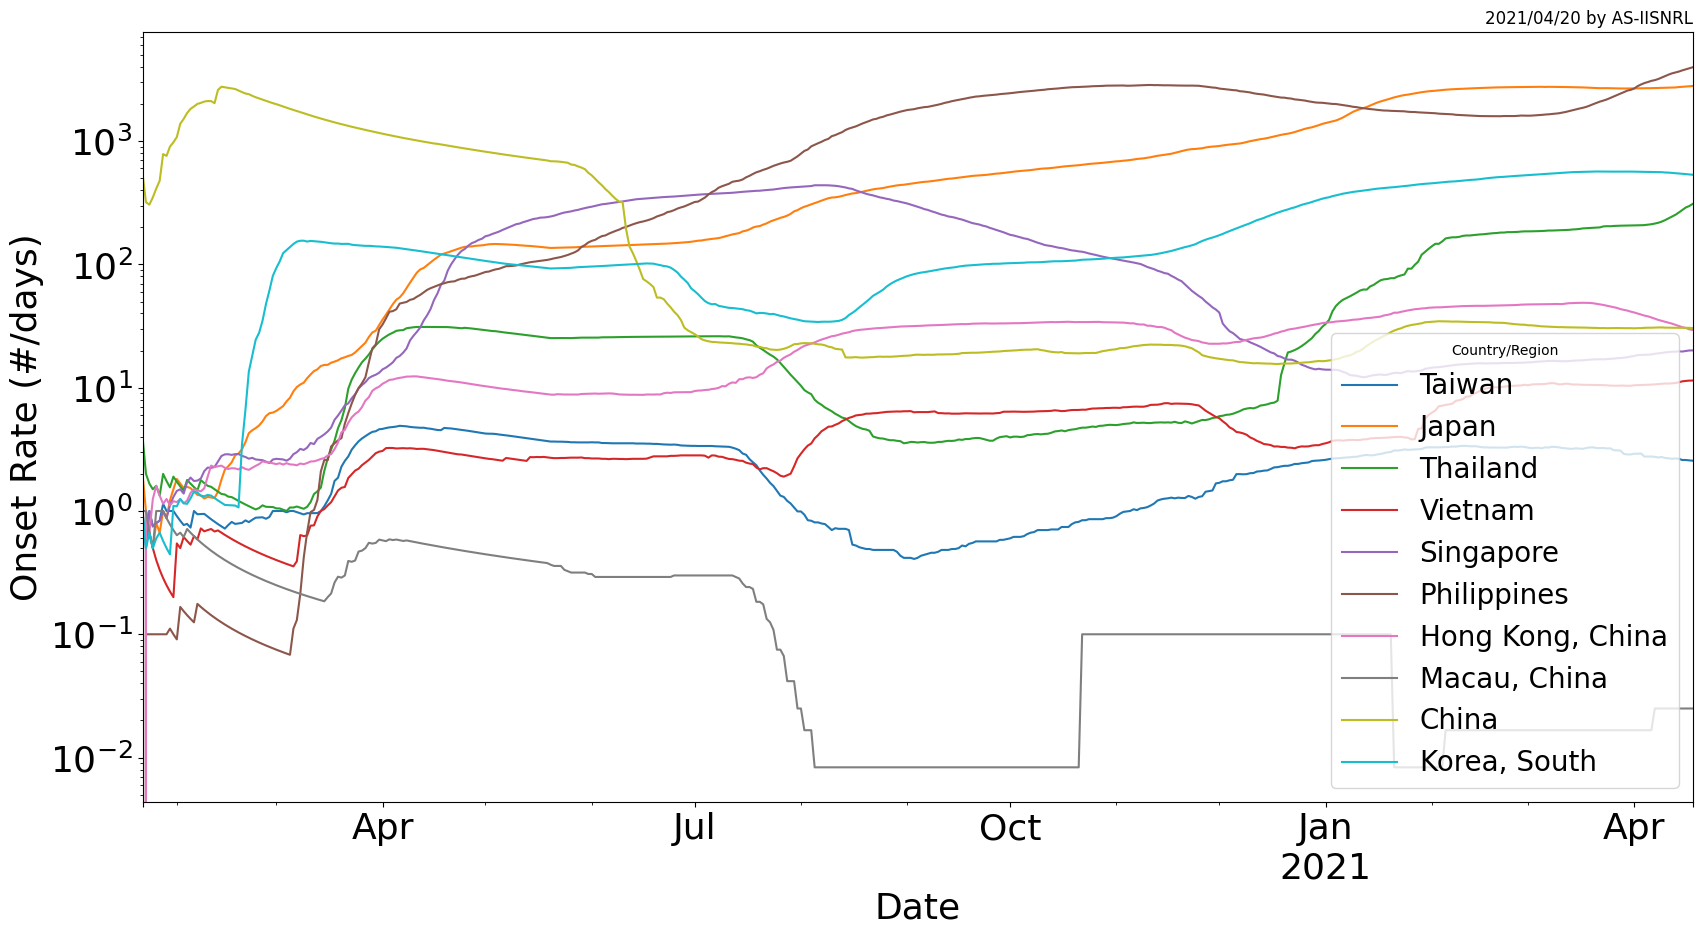 2021/04/20 by AS-IISNRL
Onset Rate (#/days)
10³
10²
10¹
10⁰
10⁻¹
10⁻²
Country/Region
Taiwan
Japan
Thailand
Vietnam
Singapore
Philippines
Hong Kong, China
Macau, China
China
Korea, South
Apr Jul Oct Jan Apr
2021
Date